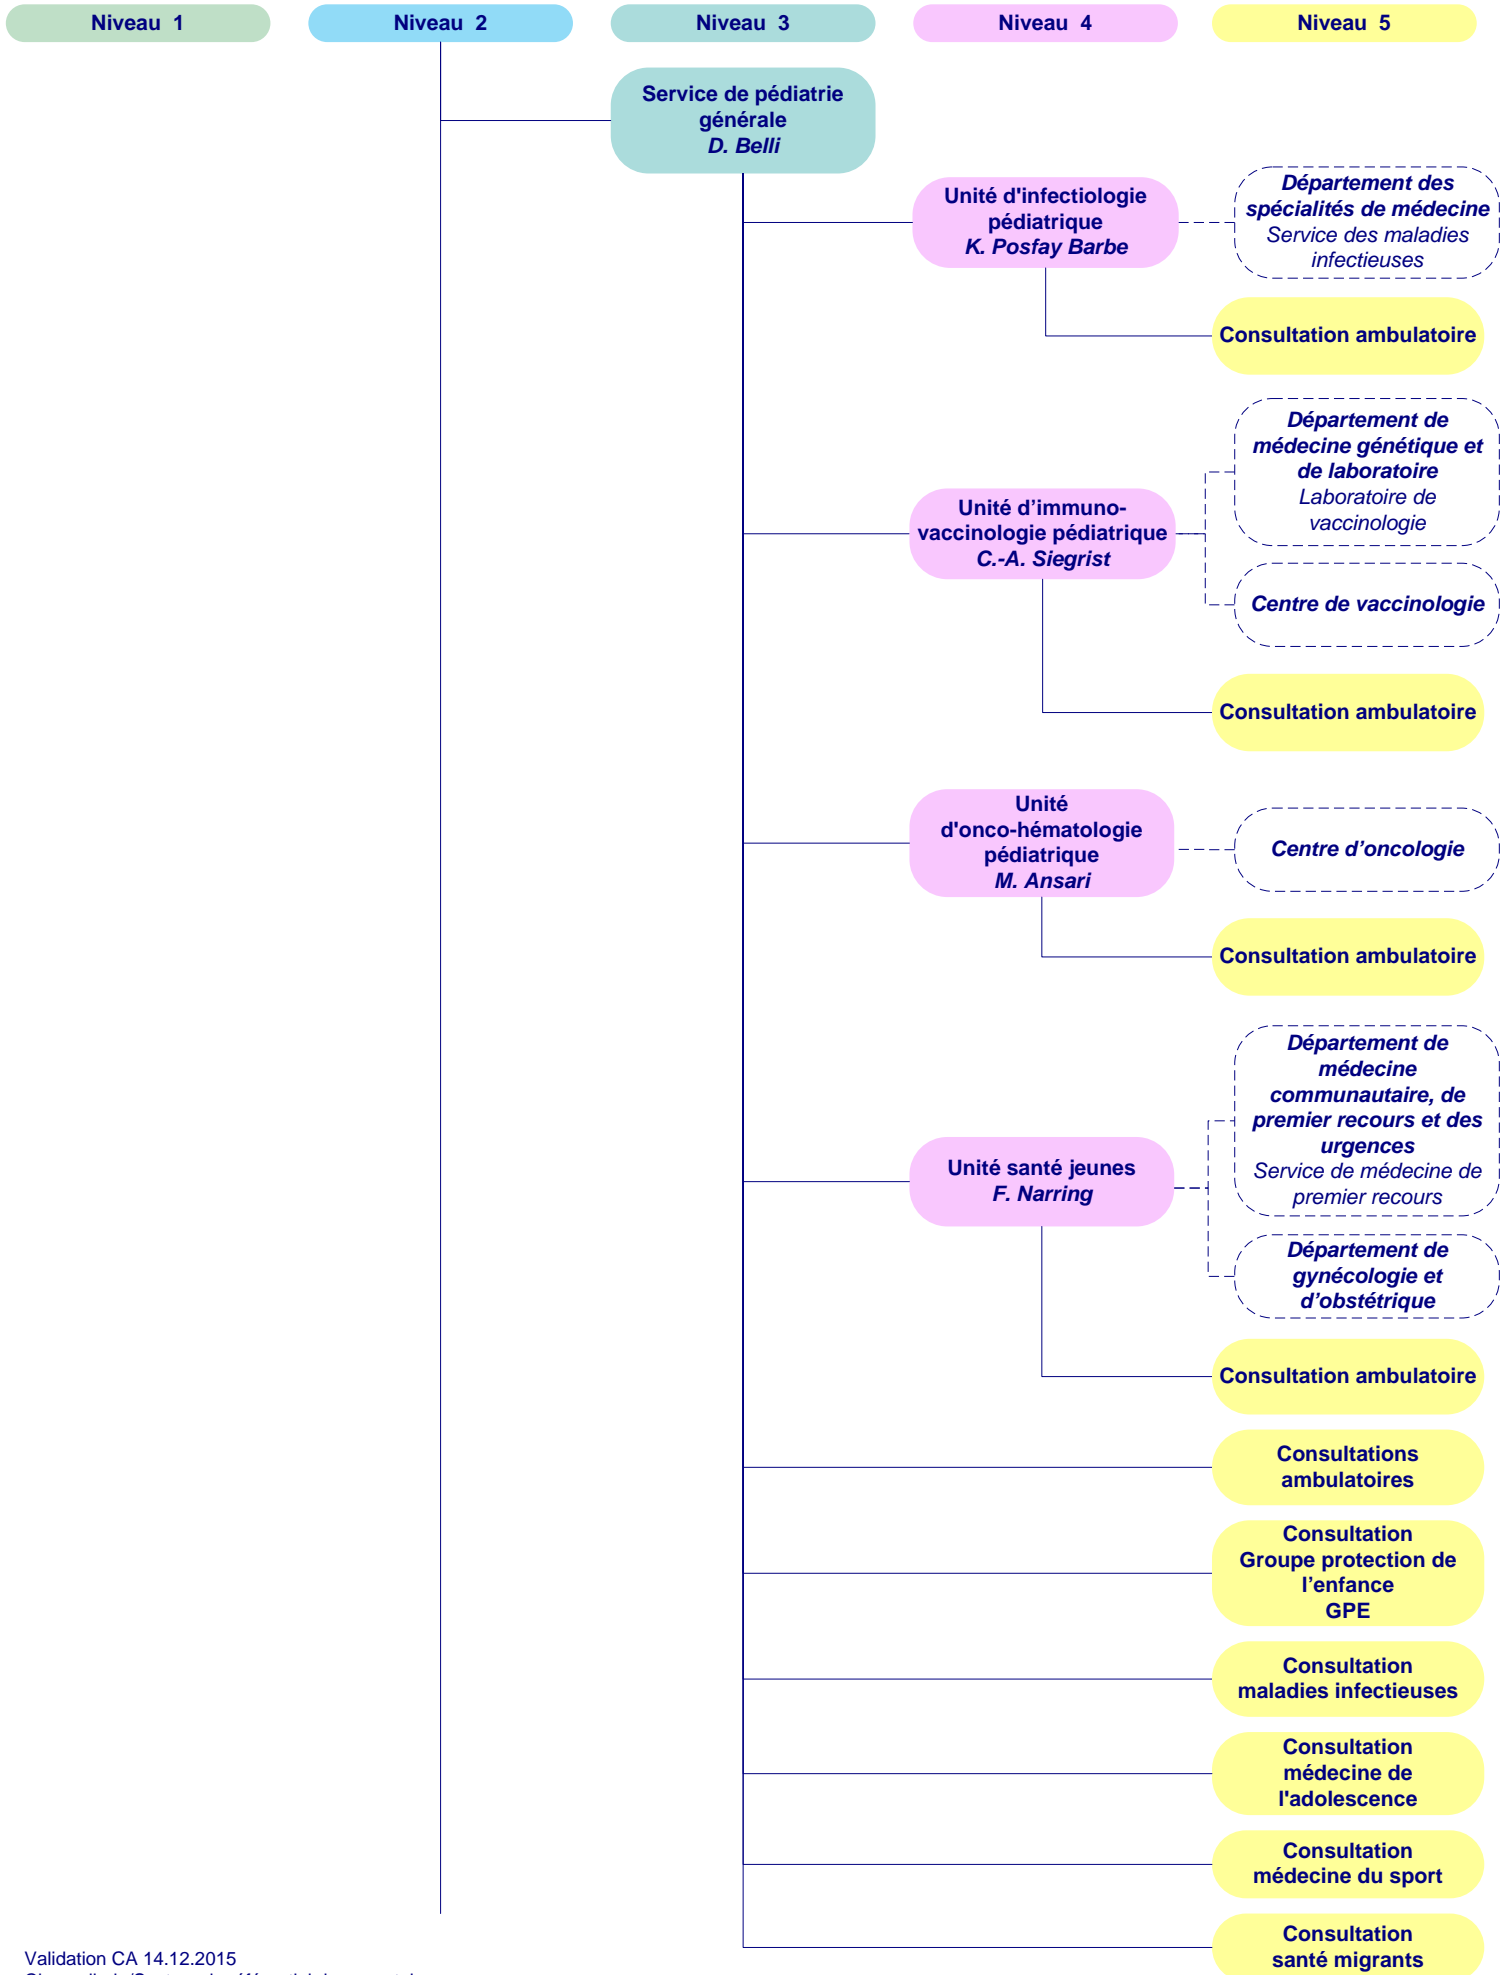 Niveau 1
Niveau 2
Niveau 3
Niveau 4
Niveau 5
Service de pédiatrie
générale
D. Belli
Unité d'infectiologie
pédiatrique
K. Posfay Barbe
Département des
spécialités de médecine
Service des maladies
infectieuses
Consultation ambulatoire
Unité d’immuno-
vaccinologie pédiatrique
C.-A. Siegrist
Département de
médecine génétique et
de laboratoire
Laboratoire de
vaccinologie
Centre de vaccinologie
Consultation ambulatoire
Unité
d'onco-hématologie
pédiatrique
M. Ansari
Centre d’oncologie
Consultation ambulatoire
Unité santé jeunes
F. Narring
Département de
médecine
communautaire, de
premier recours et des
urgences
Service de médecine de
premier recours
Département de
gynécologie et
d’obstétrique
Consultation ambulatoire
Consultations
ambulatoires
Consultation
Groupe protection de
l’enfance
GPE
Consultation
maladies infectieuses
Consultation
médecine de
l'adolescence
Consultation
médecine du sport
Consultation
santé migrants
Validation CA 14.12.2015